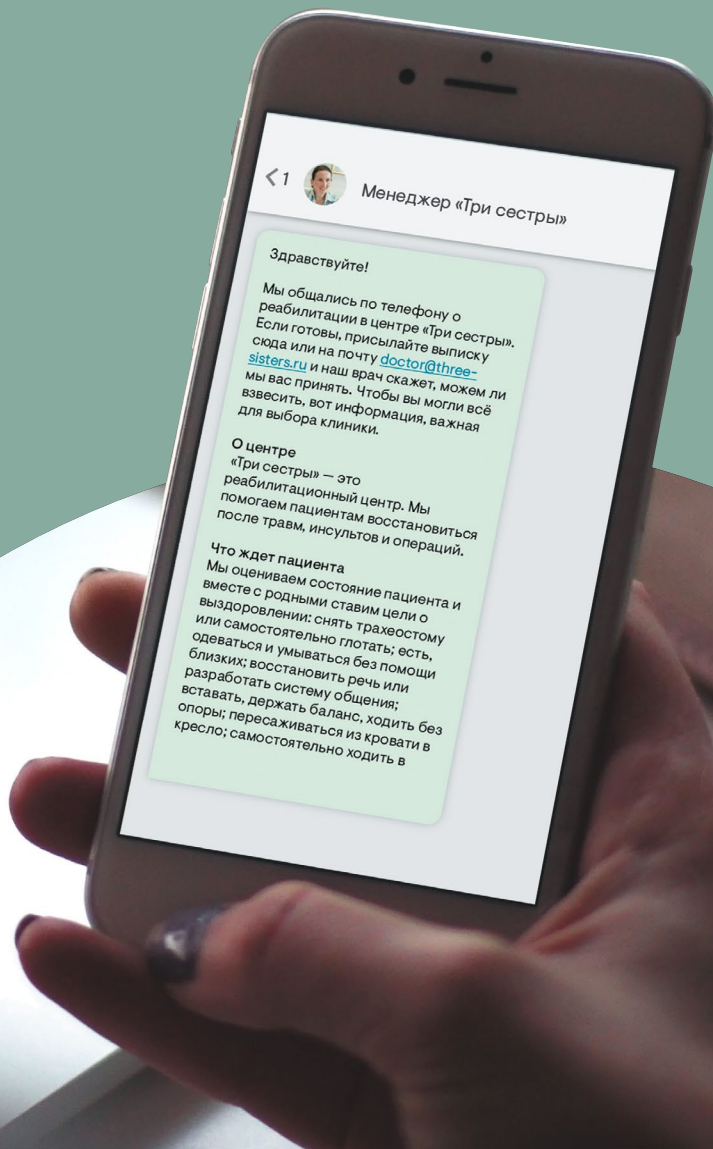 1
Менеджер «Три сестры»
Здравствуйте!
Мы общались по телефону о
реабилитации в центре «Три сестры».
Если готовы, присылайте выписку
сюда или на почту doctor@three-
sisters.ru и наш врач скажет, можем ли
мы вас принять. Чтобы вы могли всё
взвесить, вот информация, важная
для выбора клиники.
О центре
«Три сестры» — это
реабилитационный центр. Мы
помогаем пациентам восстановиться
после травм, инсультов и операций.
Что ждет пациента
Мы оцениваем состояние пациента и
вместе с родными ставим цели о
выздоровлении: снять трахеостому
или самостоятельно глотать; есть,
одеваться и умываться без помощи
близких; восстановить речь или
разработать систему общения;
вставать, держать баланс, ходить без
опоры; пересаживаться из кровати в
кресло; самостоятельно ходить в